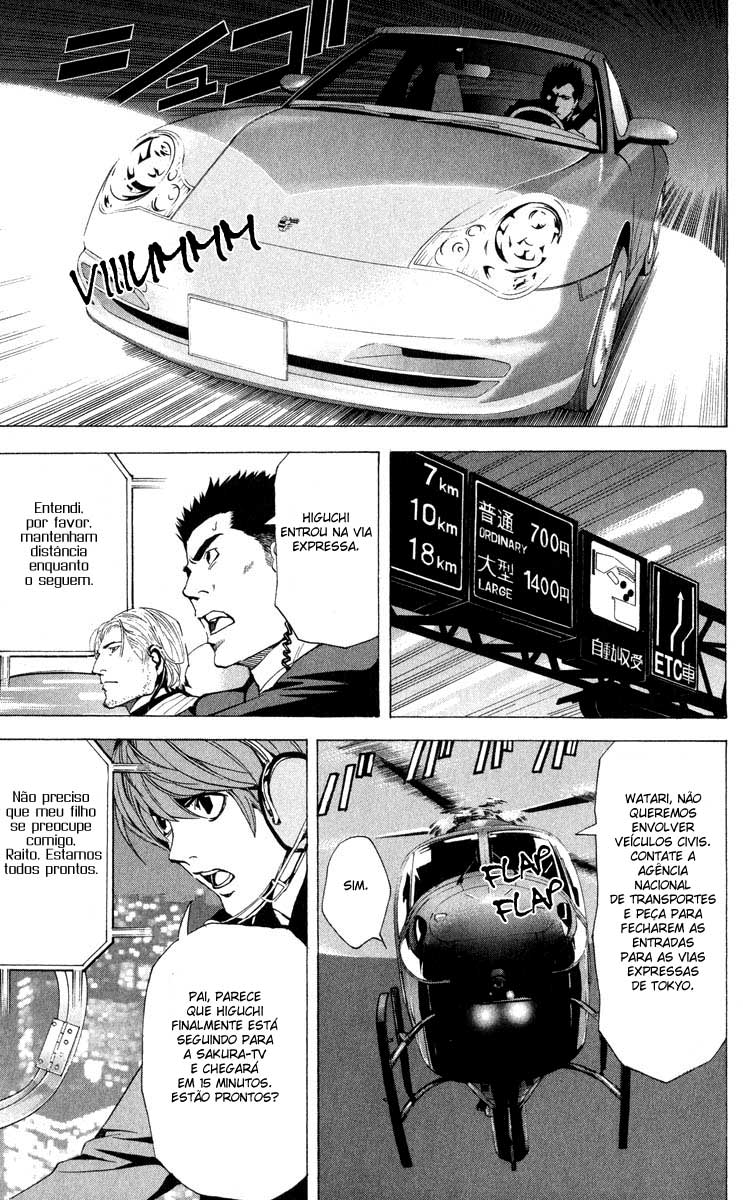 ミュゴ
VIIIUMMMM
7km
10km
18km
普通 700円
ORDINARY
大型 1400円
LARGE
自動収受
ETC車
HIGUCHI
ENTROU NA VIA
EXPRESSA.
Entendi,
por favor,
mantenham
distância
enquanto
o seguem.
WATARI, NÃO
QUEREMOS
ENVOLVER
VEÍCULOS CIVIS.
CONTATE A
AGÊNCIA
NACIONAL
DE TRANSPORTES
E PEÇA PARA
FECHAREM AS
ENTRADAS
PARA AS VIAS
EXPRESSAS
DE TOKYO.
FLAP
FLAP
SIM.
PAI, PARECE
QUE HIGUCHI
FINALMENTE ESTÁ
SEGUINDO PARA
A SAKURA-TV
E CHEGARÁ
EM 15 MINUTOS.
ESTÃO PRONTOS?
Não preciso
que meu filho
se preocupe
comigo,
Raito. Estamos
todos prontos.